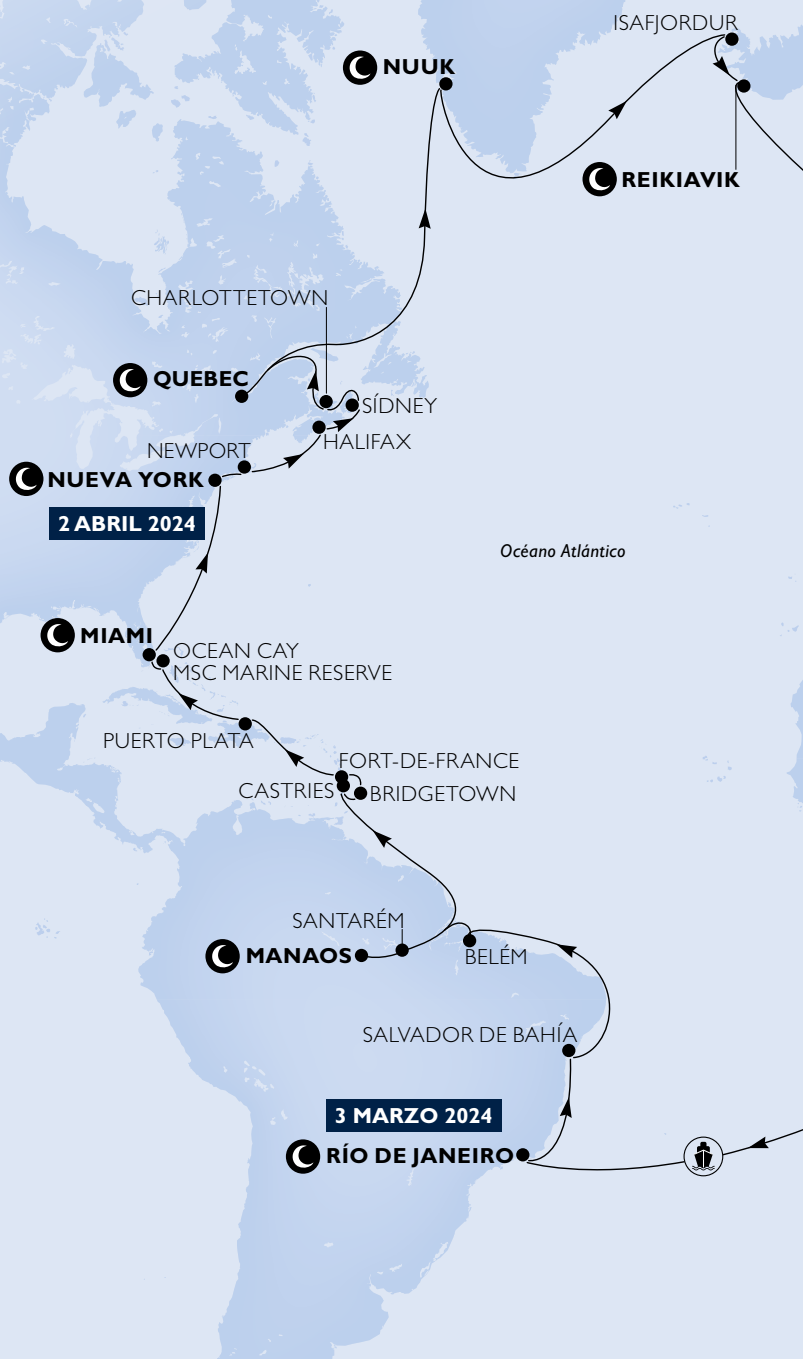 ISAFJORDUR
NUUK
REIKIAVIK
CHARLOTTETOWN
QUEBEC
SÍDNEY
HALIFAX
NEWPORT
NUEVA YORK
2 ABRIL 2024
Océano Atlántico
MIAMI
OCEAN CAY
MSC MARINE RESERVE
PUERTO PLATA
FORT-DE-FRANCE
CASTRIES
BRIDGETOWN
SANTARÉM
MANAOS
BELÉM
SALVADOR DE BAHÍA
3 MARZO 2024
RÍO DE JANEIRO